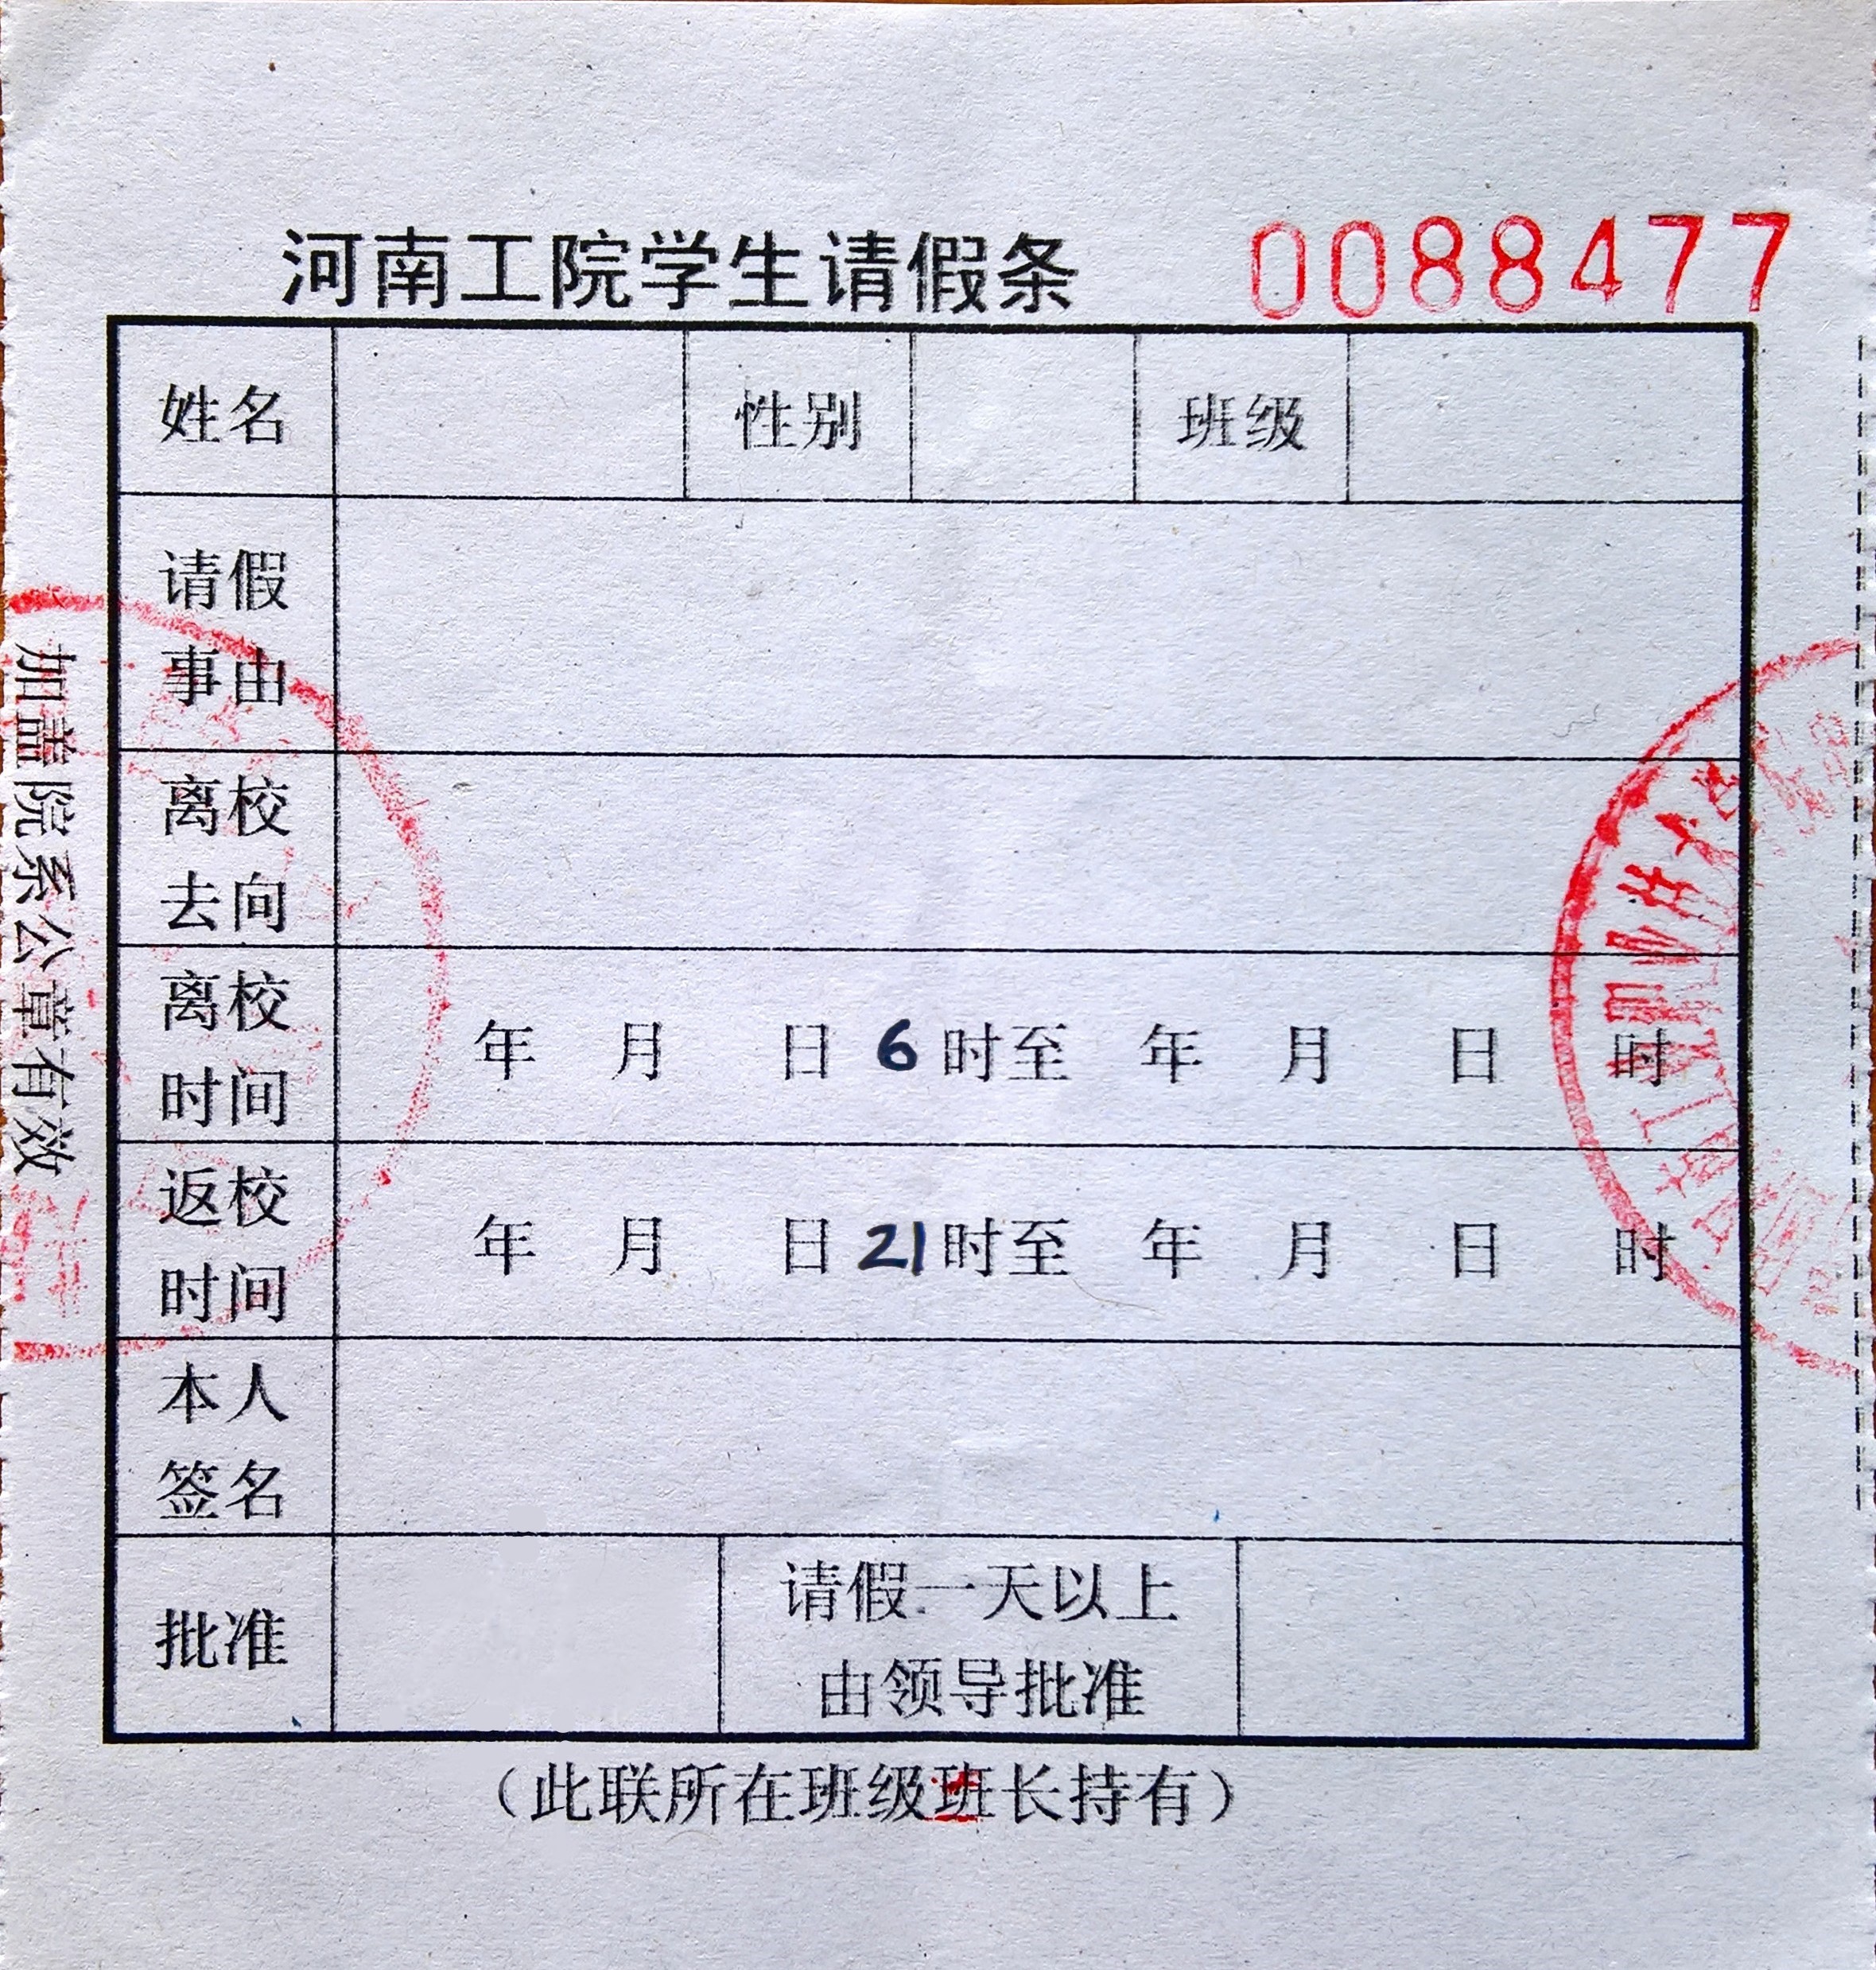 河南工院学生请假条
0088477
姓名 性别 班级
请假
事由
离校
去向
离校
时间
年 月 日 6 时至 年 月 日 时
返校
时间
年 月 日 21 时至 年 月 日 时
本人
签名
批准
请假一天以上
由领导批准
（此联所在班级班长持有）
加盖院系公章有效